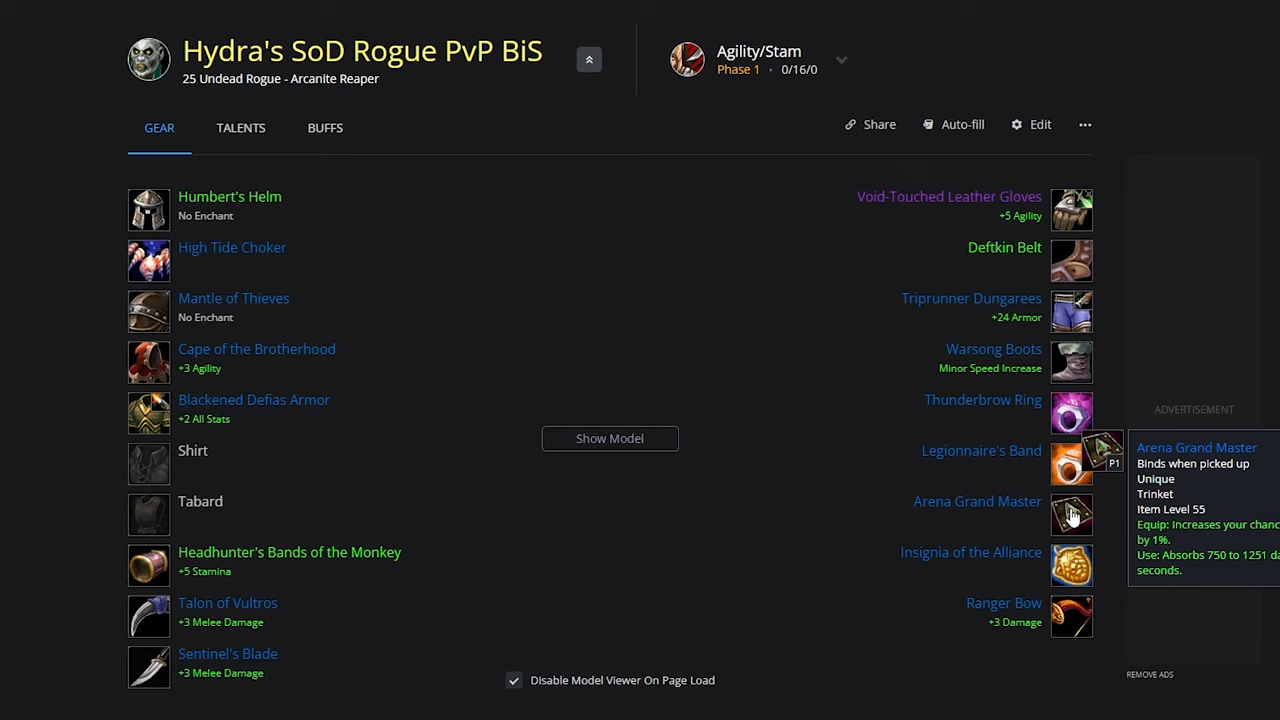 Hydra's SoD Rogue PvP BiS
25 Undead Rogue - Arcanite Reaper
Agility/Stam
Phase 1 · 0/16/0
GEAR
TALENTS
BUFFS
Share
Auto-fill
Edit
Humbert's Helm
No Enchant
High Tide Choker
Mantle of Thieves
No Enchant
Cape of the Brotherhood
+3 Agility
Blackened Defias Armor
+2 All Stats
Shirt
Tabard
Headhunter's Bands of the Monkey
+5 Stamina
Talon of Vultros
+3 Melee Damage
Sentinel's Blade
+3 Melee Damage
Show Model
Disable Model Viewer On Page Load
Void-Touched Leather Gloves
+5 Agility
Deftkin Belt
Triprunner Dungarees
+24 Armor
Warsong Boots
Minor Speed Increase
Thunderbrow Ring
Legionnaire's Band
Arena Grand Master
Insignia of the Alliance
Ranger Bow
+3 Damage
P1
ADVERTISEMENT
Arena Grand Master
Binds when picked up
Unique
Trinket
Item Level 55
Equip: Increases your chanc
by 1%.
Use: Absorbs 750 to 1251 da
seconds.
REMOVE ADS